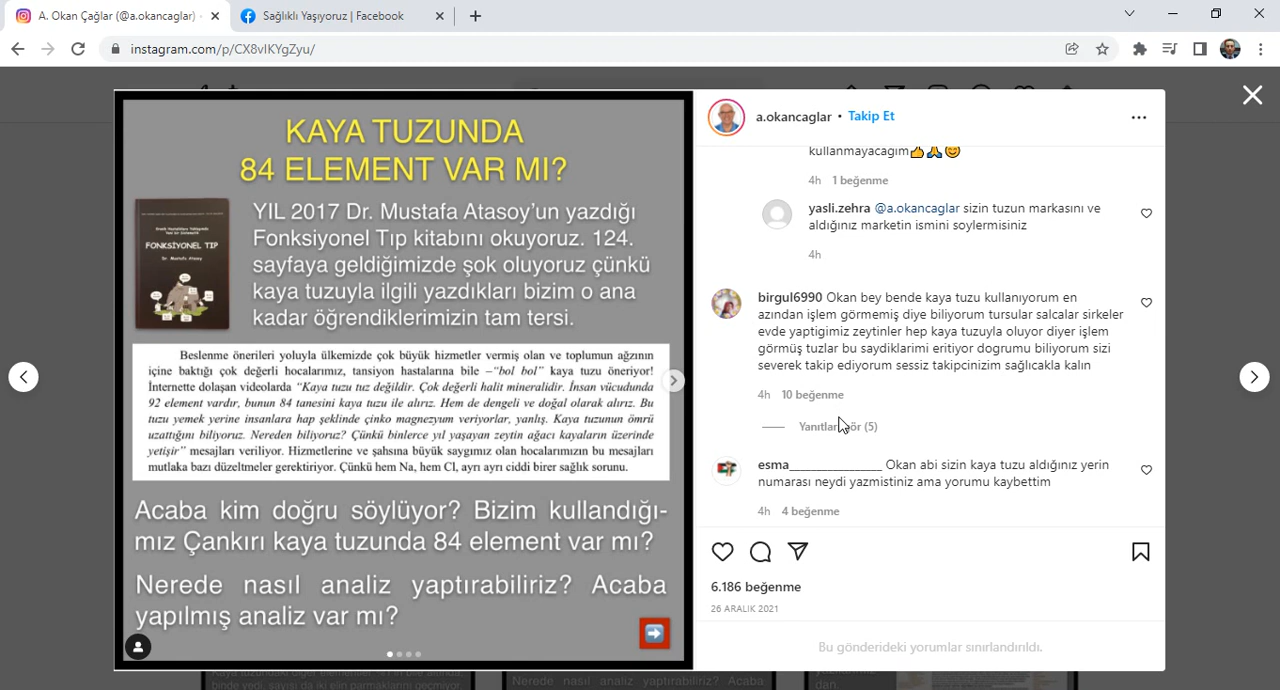 A. Okan Çağlar (@a.okancaglar)
Sağlıklı Yaşıyoruz | Facebook
instagram.com/p/CX8vIKYgZyu/
KAYA TUZUNDA
84 ELEMENT VAR MI?
YIL 2017 Dr. Mustafa Atasoy'un yazdığı
Fonksiyonel Tıp kitabını okuyoruz. 124.
sayfaya geldiğimizde şok oluyoruz çünkü
kaya tuzuyla ilgili yazdıkları bizim o ana
kadar öğrendiklerimizin tam tersi.
FONKSİYONEL TIP
Dr. Mustafa Atasoy
Beslenme önerileri yoluyla ülkemizde çok büyük hizmetler vermiş olan ve toplumun ağzının
içine baktığı çok değerli hocalarımız, tansiyon hastalarına bile –"bol bol" kaya tuzu öneriyor!
İnternette dolaşan videolarda "Kaya tuzu tuz değildir. Çok değerli halit mineralidir. İnsan vücudunda
92 element vardır, bunun 84 tanesini kaya tuzu ile alırız. Hem de dengeli ve doğal olarak alırız. Bu
tuzu yemek yerine insanlara hap şeklinde çinko magnezyum veriyorlar, yanlış. Kaya tuzunun ömrü
uzattığını biliyoruz. Nereden biliyoruz? Çünkü binlerce yıl yaşayan zeytin ağacı kayaların üzerinde
yetişir" mesajları veriliyor. Hizmetlerine ve şahsına büyük saygımız olan hocalarımızın bu mesajları
mutlaka bazı düzeltmeler gerektiriyor. Çünkü hem Na, hem Cl, ayrı ayrı ciddi birer sağlık sorunu.
Acaba kim doğru söylüyor? Bizim kullandığı-
mız Çankırı kaya tuzunda 84 element var mı?
Nerede nasıl analiz yaptırabiliriz? Acaba
yapılmış analiz var mı?
a.okancaglar • Takip Et
kullanmayacağım👍🙏😊
4h 1 beğenme
yasli.zehra @a.okancaglar sizin tuzun markasını ve
aldığınız marketin ismini soylermisiniz
4h
birgul6990 Okan bey bende kaya tuzu kullanıyorum en
azından işlem görmemiş diye biliyorum tursular salcalar sirkeler
evde yaptigimiz zeytinler hep kaya tuzuyla oluyor diyer işlem
görmüş tuzlar bu saydiklarimi eritiyor dogrumu biliyorum sizi
severek takip ediyorum sessiz takipcinizim sağlıcakla kalın
4h 10 beğenme
(5)
esma_________________ Okan abi sizin kaya tuzu aldığınız yerin
numarası neydi yazmistiniz ama yorumu kaybettim
4h 4 beğenme
6.186 beğenme
26 ARALIK 2021
Bu gönderideki yorumlar sınırlandırıldı.
Nerede nasıl analiz yaptırabiliriz? Acaba